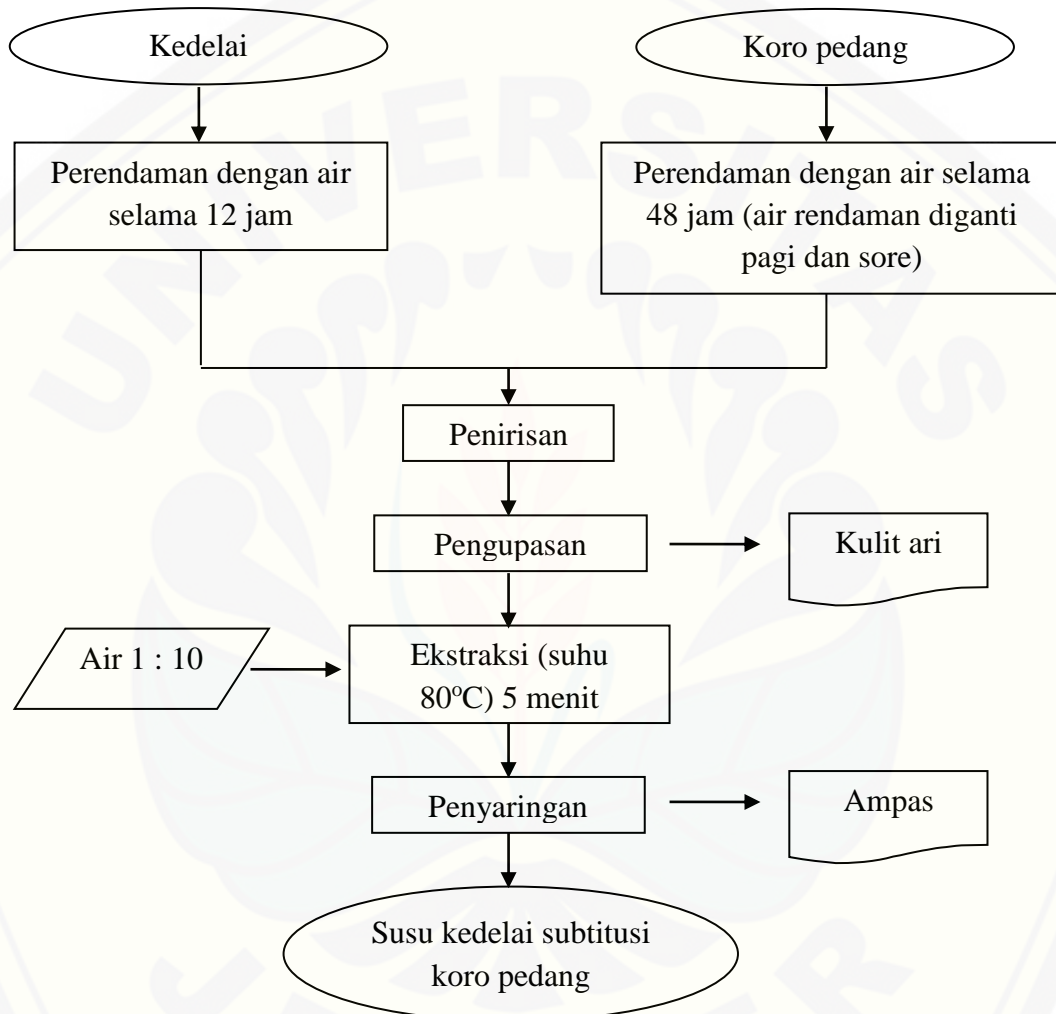 Kedelai
Koro pedang
Perendaman dengan air
selama 12 jam
Perendaman dengan air selama
48 jam (air rendaman diganti
pagi dan sore)
Penirisan
Pengupasan
Kulit ari
Air 1 : 10
Ekstraksi (suhu
80ºC) 5 menit
Penyaringan
Ampas
Susu kedelai subtitusi
koro pedang
UNIVERSITAS